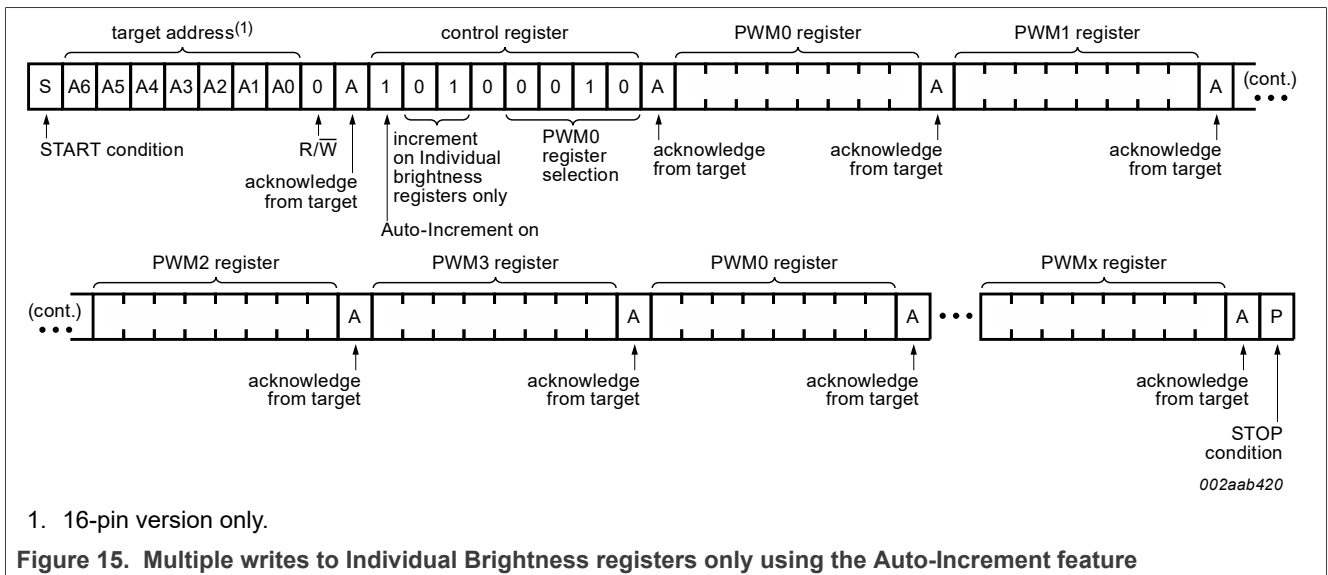 target address(1)
control register
PWM0 register
PWM1 register
S A6 A5 A4 A3 A2 A1 A0 0 A 1 0 1 0 0 0 1 0 A A A (cont.)
START condition
R/W̅
acknowledge
from target
Auto-Increment on
increment
on Individual
brightness
registers only
PWM0
register
selection
acknowledge
from target
acknowledge
from target
acknowledge
from target
(cont.)
PWM2 register
PWM3 register
PWM0 register
PWMx register
A A A A P
acknowledge
from target
acknowledge
from target
acknowledge
from target
acknowledge
from target
STOP
condition
002aab420
1. 16-pin version only.
Figure 15. Multiple writes to Individual Brightness registers only using the Auto-Increment feature